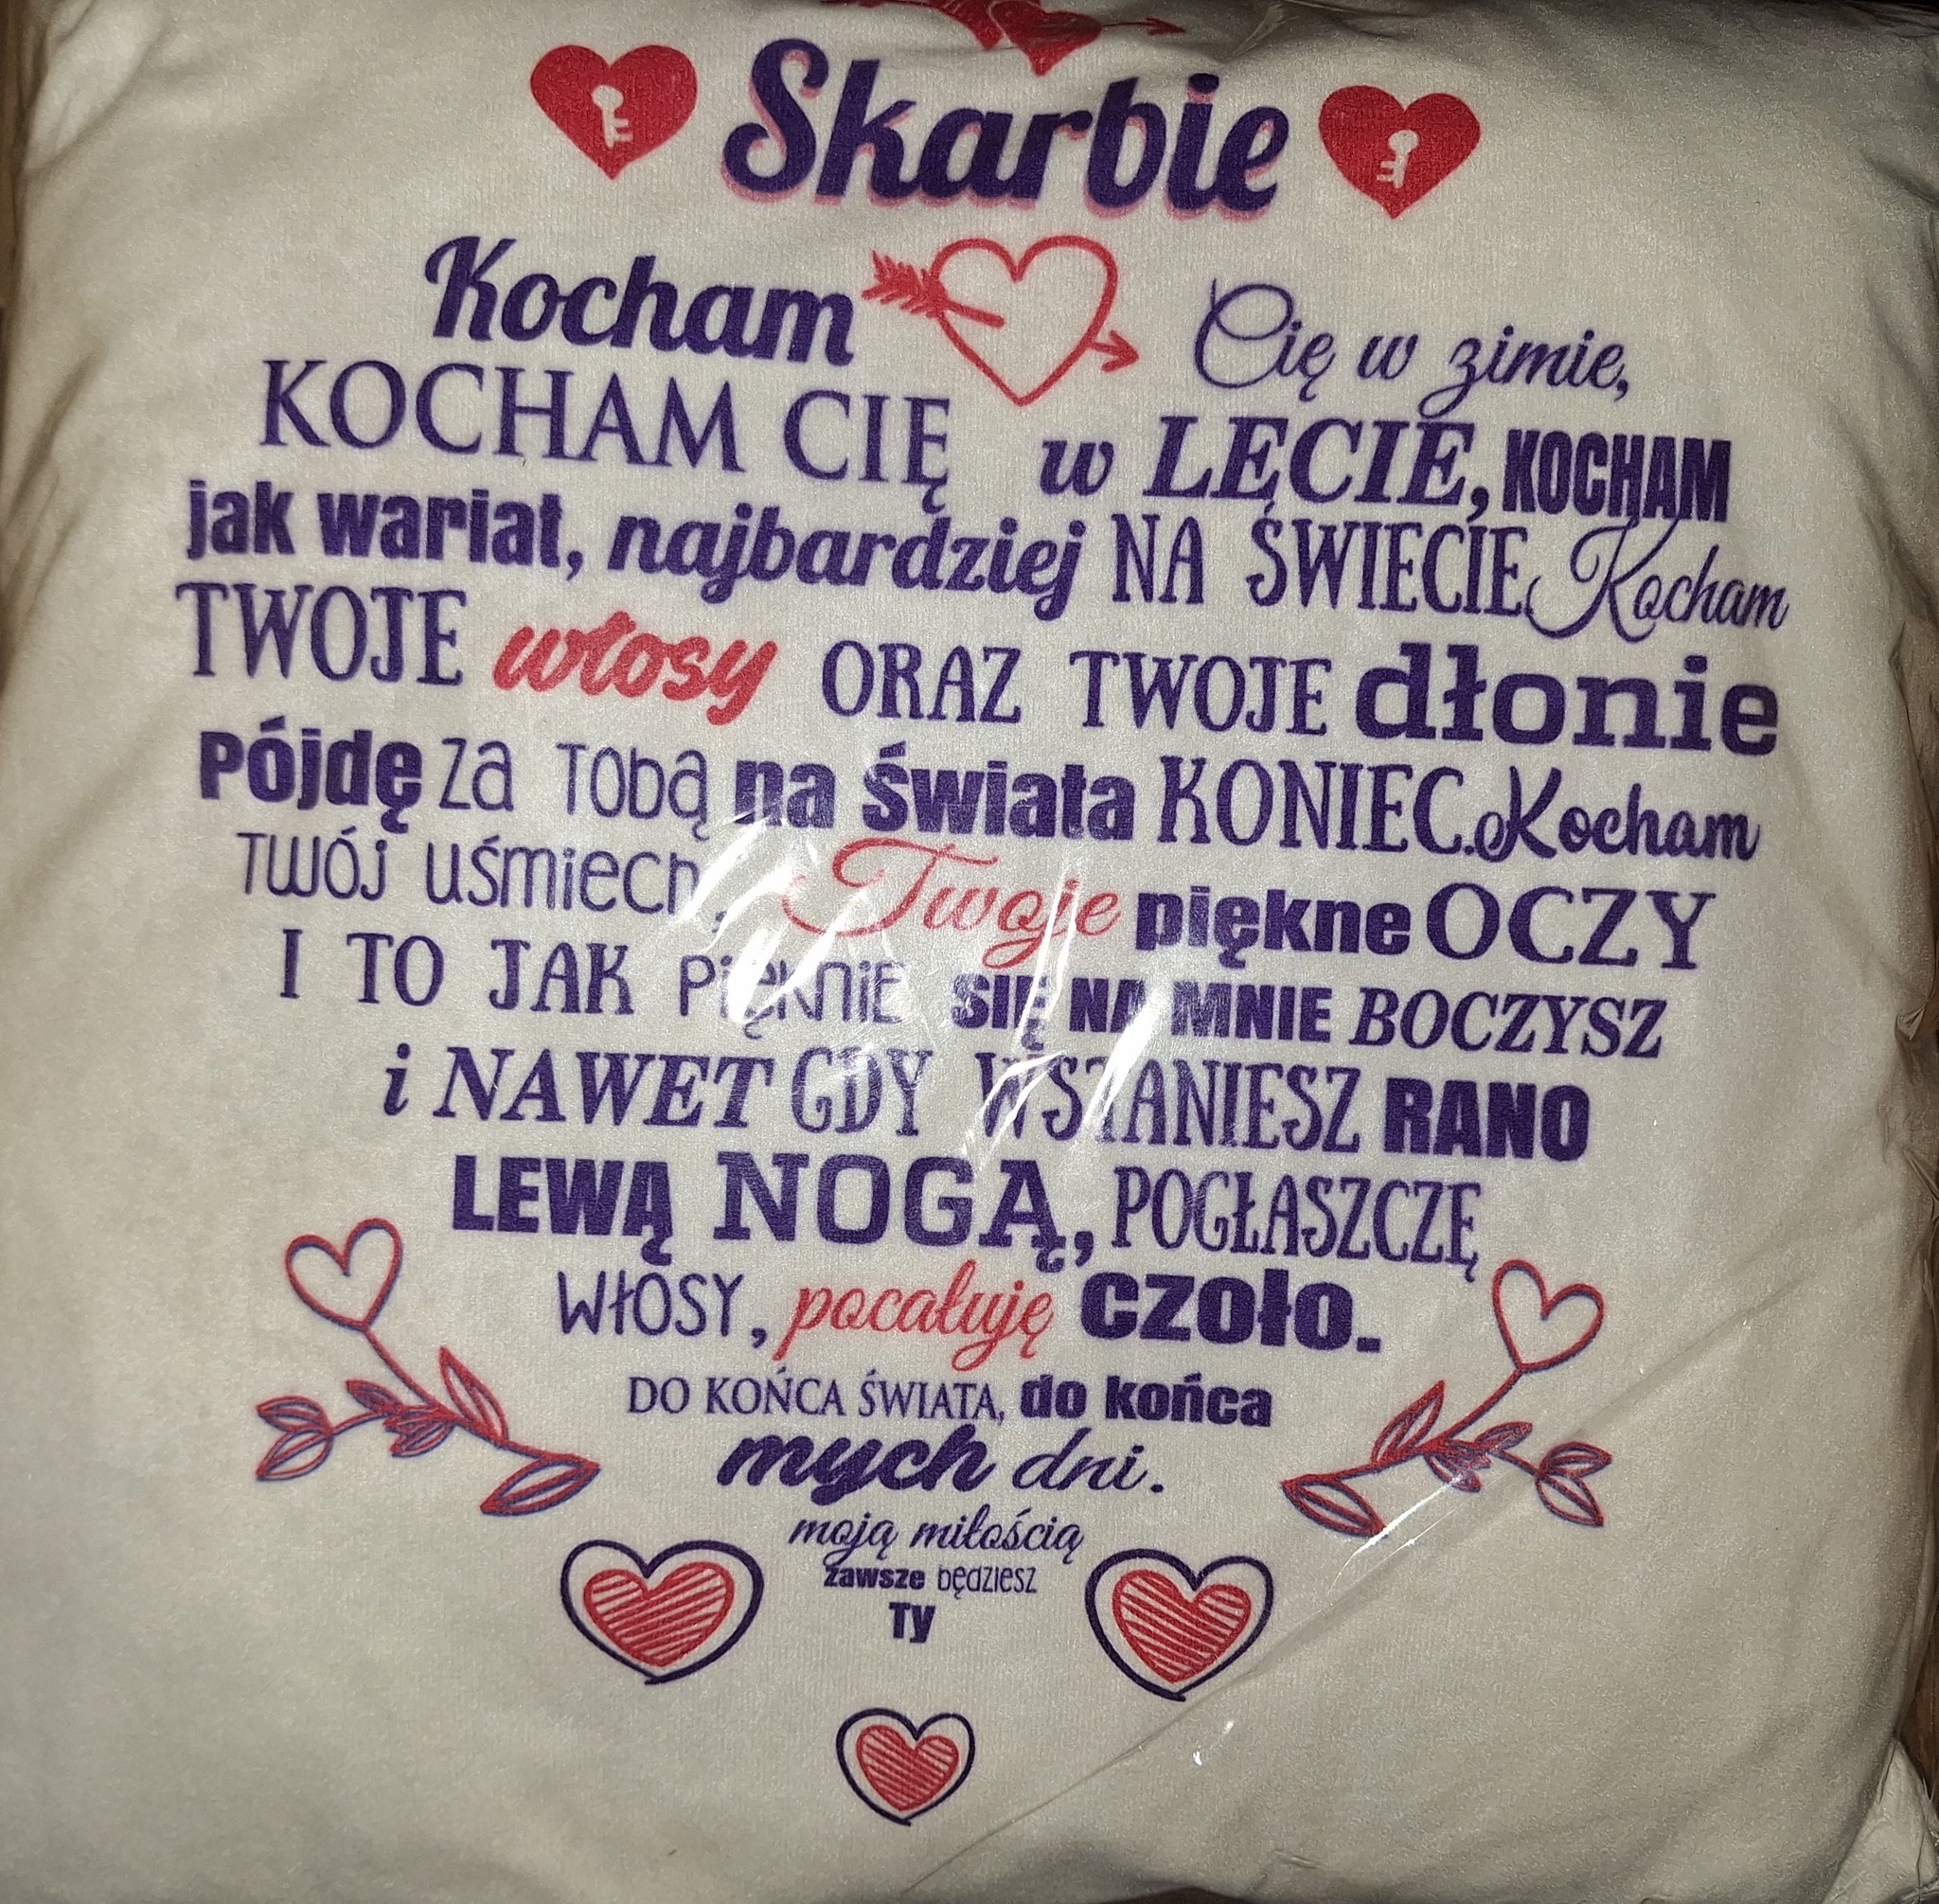 Skarbie
Kocham Cię w zimie,
KOCHAM CIĘ w LECIE, KOCHAM
jak wariat, najbardziej NA ŚWIECIE Kocham
TWOJE włosy ORAZ TWOJE dłonie
Pójdę za Tobą na świata KONIEC. Kocham
Twój uśmiech, Twoje piękne OCZY
I TO JAK PięKNiE SIĘ NA MNIE BOCZYSZ
i NAWET GDY WSTANIESZ RANO
LEWĄ NOGĄ, POGŁASZCZĘ
WŁOSY, pocałuję czoło.
DO KOŃCA ŚWIATA, do końca
mych dni.
moją miłością
zawsze będziesz
Ty